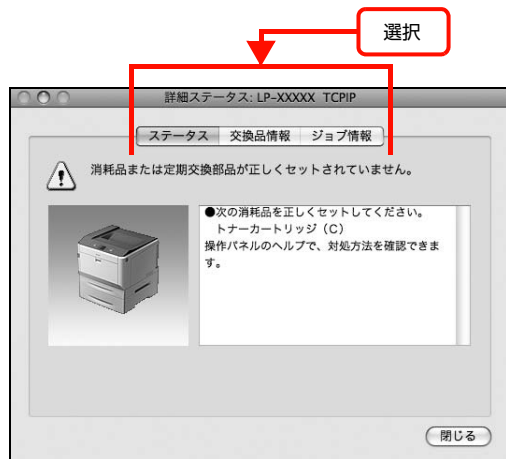 選択
詳細ステータス: LP-XXXXX TCPIP
ステータス 交換品情報 ジョブ情報
消耗品または定期交換部品が正しくセットされていません。
●次の消耗品を正しくセットしてください。
トナーカートリッジ（C）
操作パネルのヘルプで、対処方法を確認できま
す。
閉じる